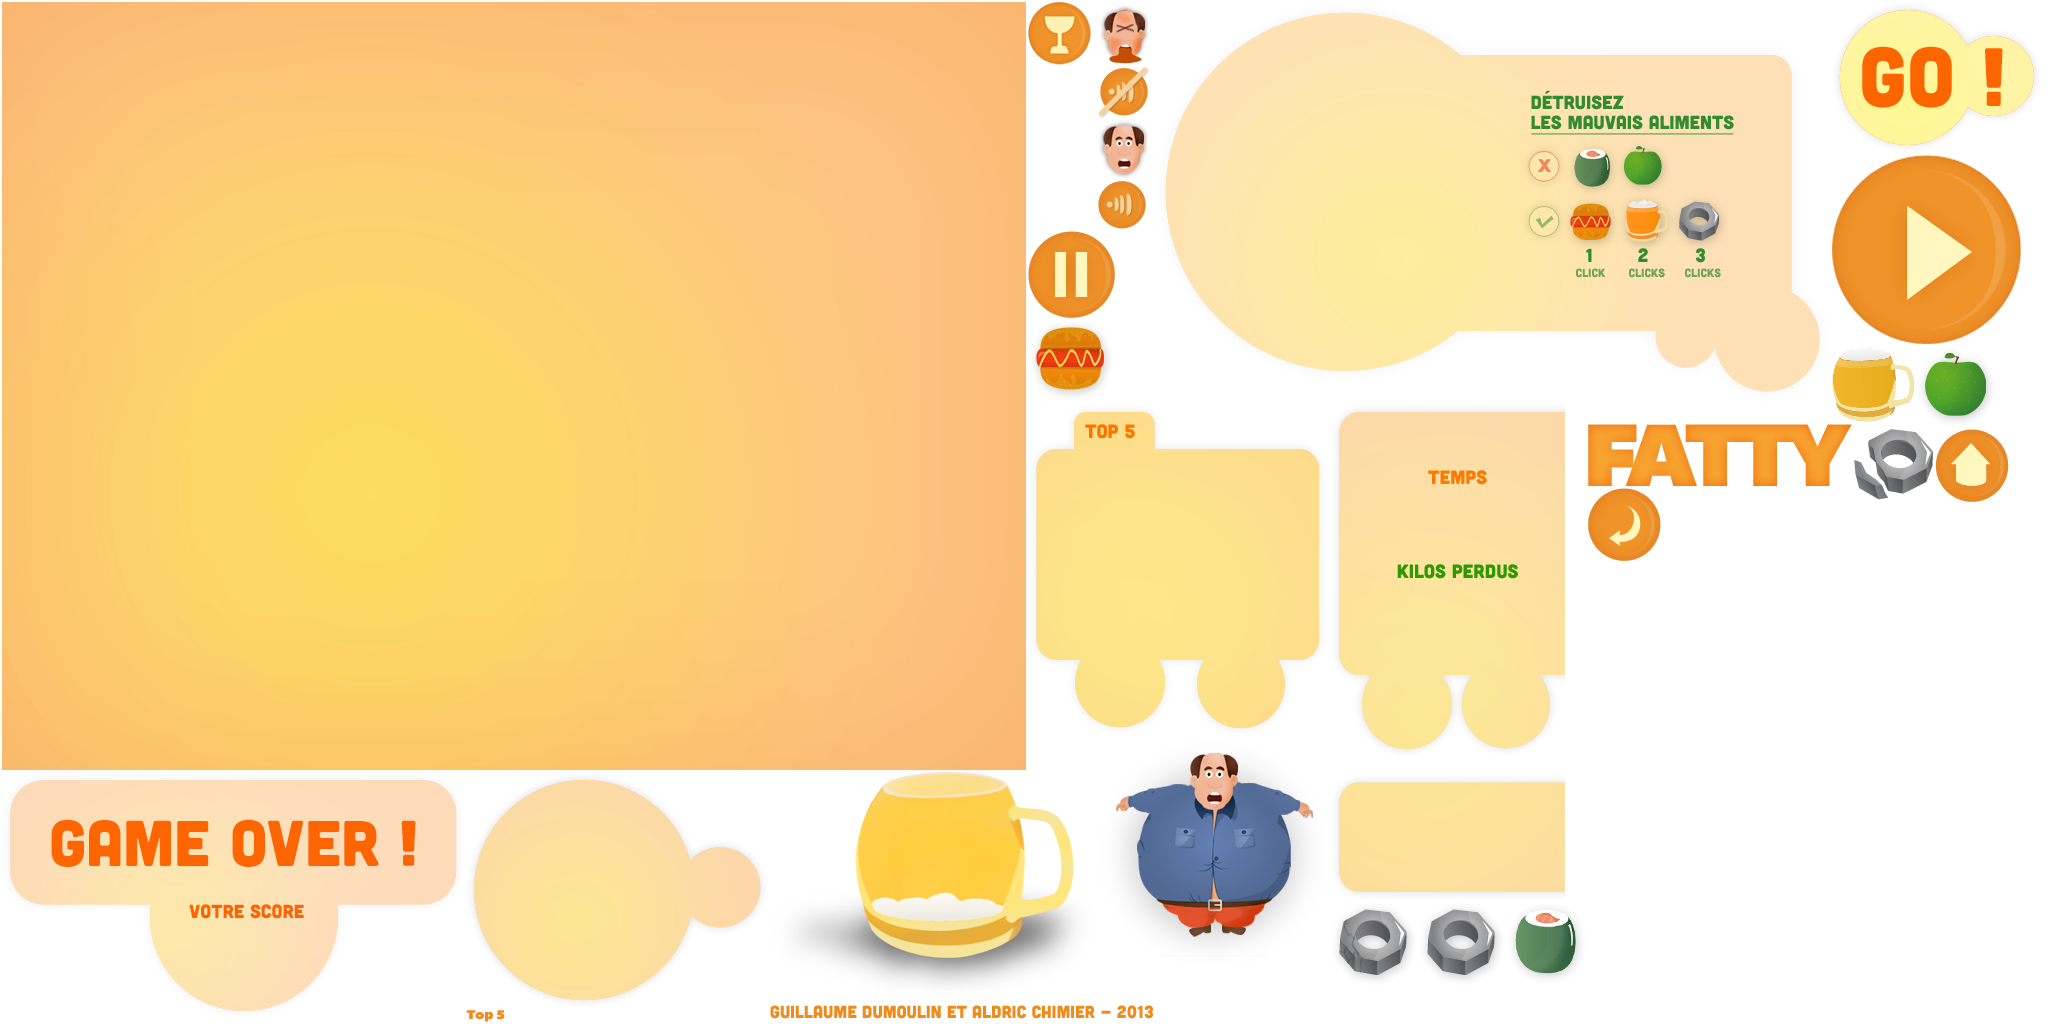 GO !
DÉTRUISEZ
LES MAUVAIS ALIMENTS
X
1
2
3
CLICK
CLICKS
CLICKS
TOP 5
TEMPS
KILOS PERDUS
FATTY
GAME OVER !
VOTRE SCORE
Top 5
GUILLAUME DUMOULIN ET ALDRIC CHIMIER – 2013